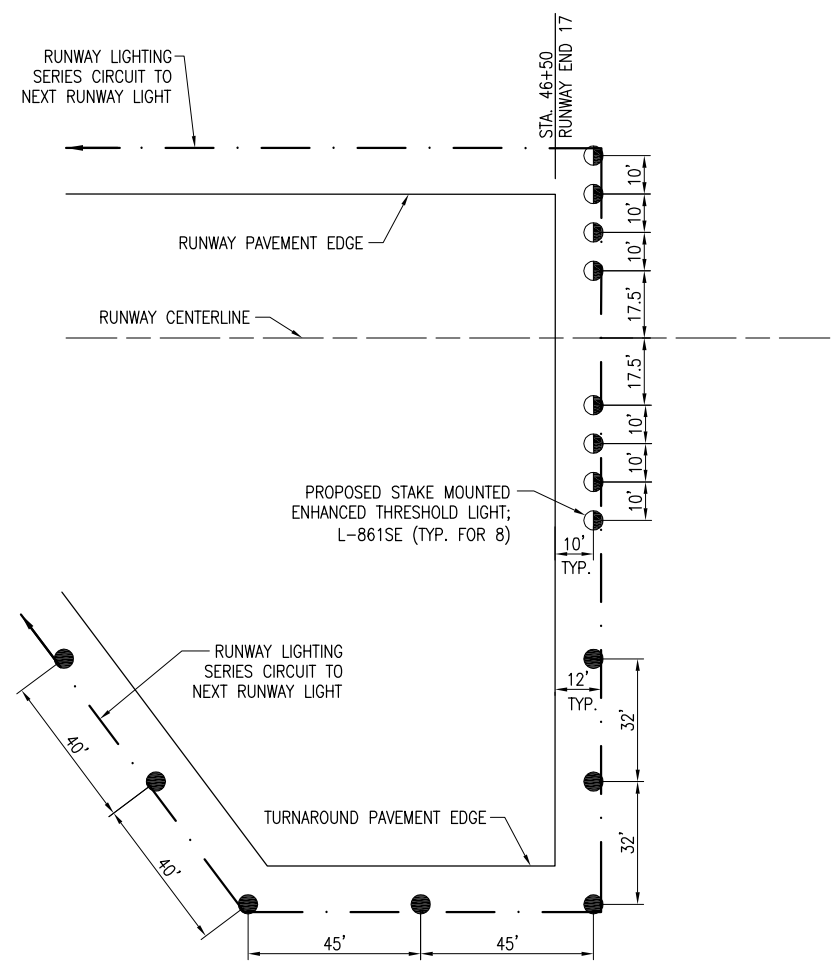 RUNWAY LIGHTING
SERIES CIRCUIT TO
NEXT RUNWAY LIGHT
STA. 46+50
RUNWAY END 17
10'
10'
10'
17.5'
17.5'
10'
10'
10'
RUNWAY PAVEMENT EDGE
RUNWAY CENTERLINE
PROPOSED STAKE MOUNTED
ENHANCED THRESHOLD LIGHT;
L-861SE (TYP. FOR 8)
10'
TYP.
RUNWAY LIGHTING
SERIES CIRCUIT TO
NEXT RUNWAY LIGHT
12'
TYP.
32'
32'
40'
40'
TURNAROUND PAVEMENT EDGE
45'
45'